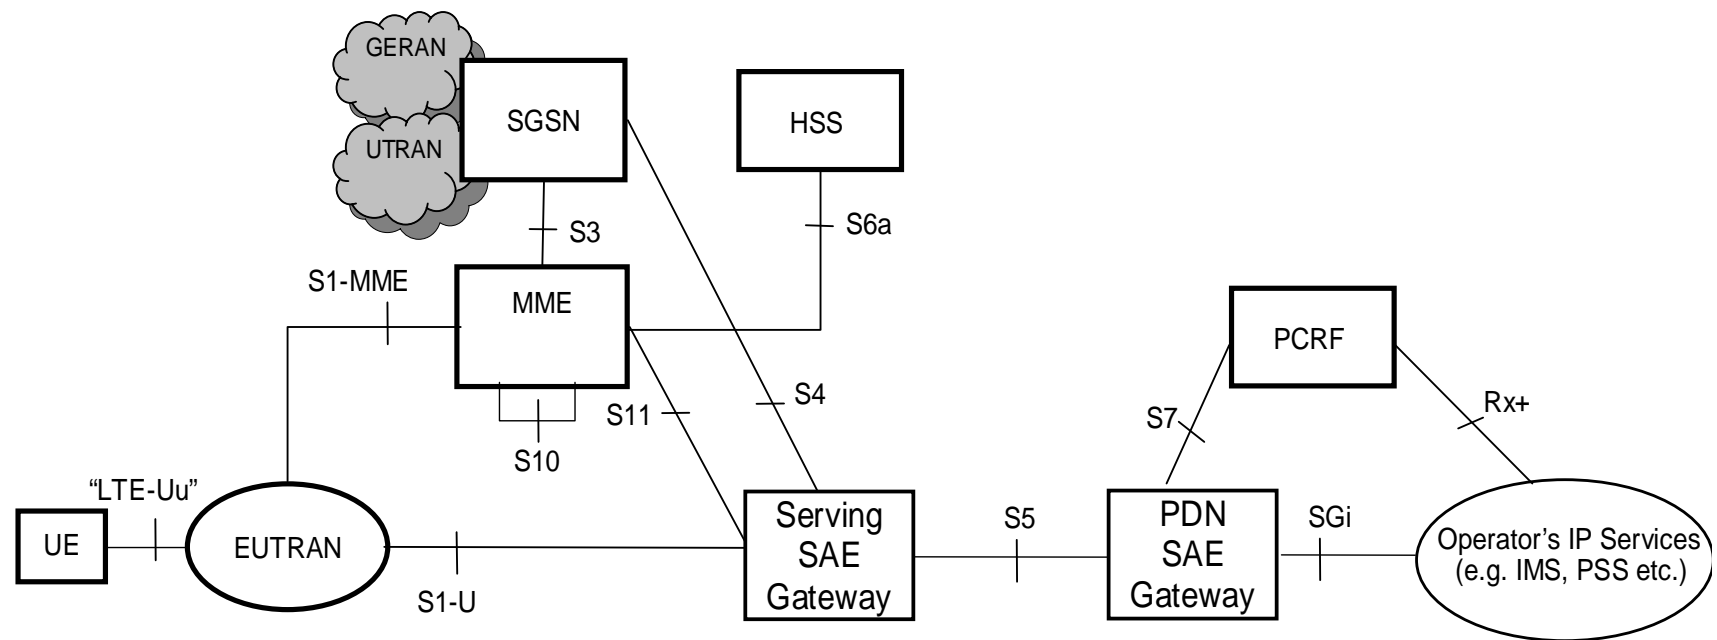 GERAN
SGSN
HSS
UTRAN
S3
S6a
S1-MME
MME
PCRF
S11
S4
S7
Rx+
S10
“LTE-Uu”
UE
EUTRAN
S1-U
Serving
SAE
Gateway
S5
PDN
SAE
Gateway
SGi
Operator’s IP Services
(e.g. IMS, PSS etc.)